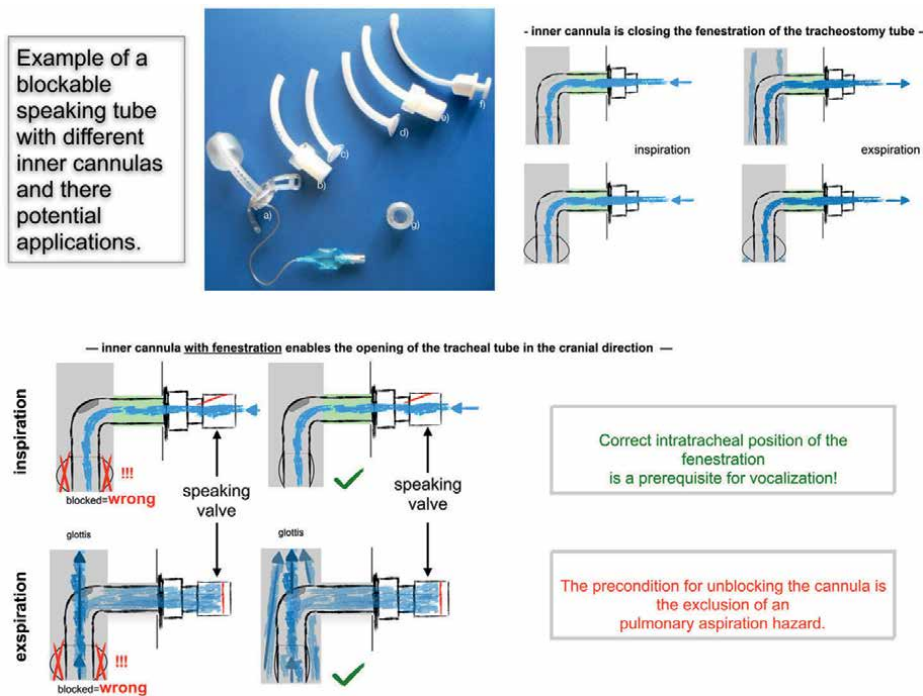 Example of a
blockable
speaking tube
with different
inner cannulas
and there
potential
applications.
a)
b)
c)
d)
e)
f)
g)
- inner cannula is closing the fenestration of the tracheostomy tube -
inspiration
exspiration
— inner cannula with fenestration enables the opening of the tracheal tube in the cranial direction —
inspiration
!!!
blocked=wrong
speaking
valve
speaking
valve
exspiration
glottis
!!!
blocked=wrong
glottis
Correct intratracheal position of the
fenestration
is a prerequisite for vocalization!
The precondition for unblocking the cannula is
the exclusion of an
pulmonary aspiration hazard.